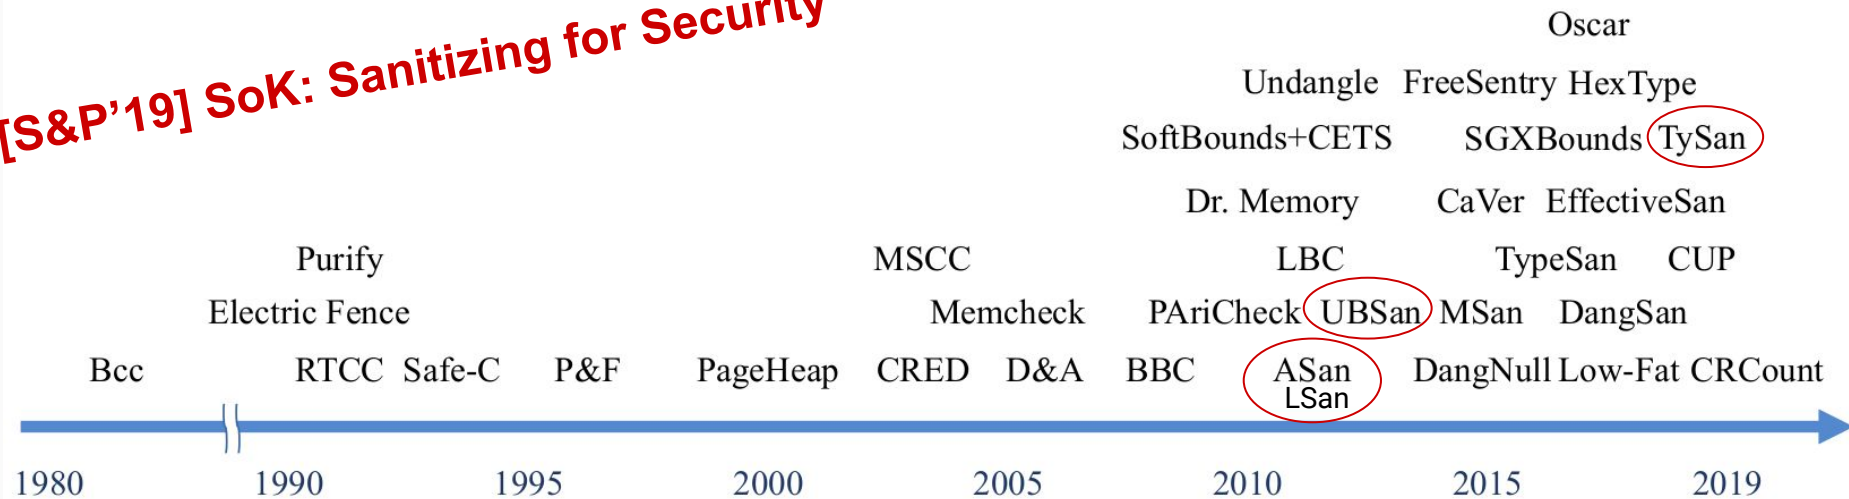 [S&P’19] SoK: Sanitizing for Security
Oscar
Undangle FreeSentry HexType
SoftBounds+CETS SGXBounds TySan
Dr. Memory CaVer EffectiveSan
Purify MSCC LBC TypeSan CUP
Electric Fence Memcheck PAriCheck UBSan MSan DangSan
Bcc RTCC Safe-C P&F PageHeap CRED D&A BBC ASan DangNull Low-Fat CRCount
LSan
1980 1990 1995 2000 2005 2010 2015 2019